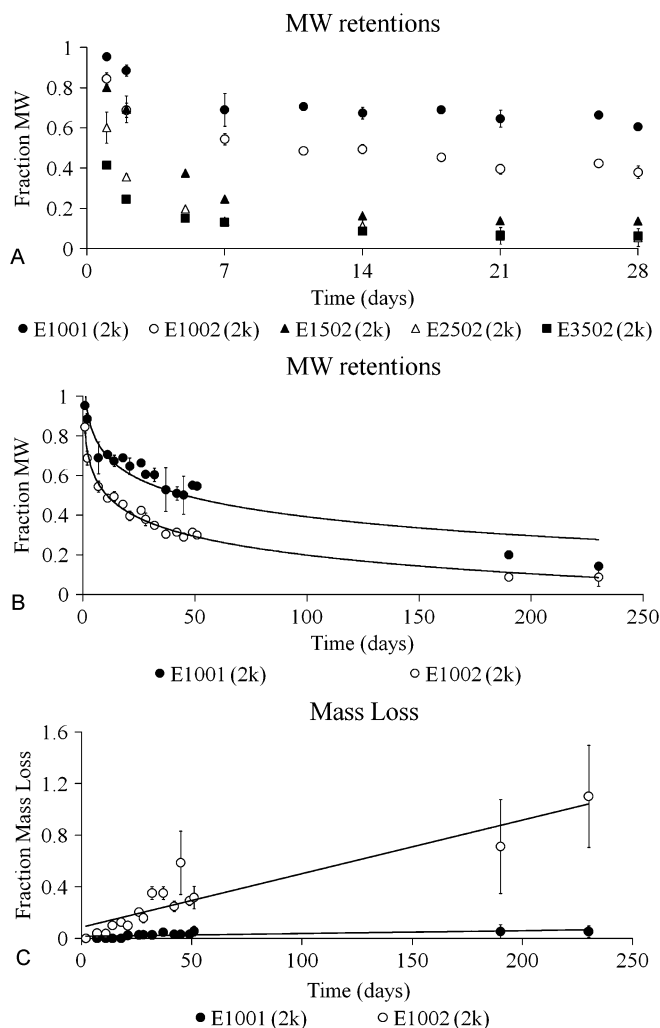 MW retentions
1
0.8
0.6
0.4
0.2
0
Fraction MW
A
0 7 14 21 28
Time (days)
E1001 (2k) E1002 (2k) E1502 (2k) E2502 (2k) E3502 (2k)
MW retentions
1
0.8
0.6
0.4
0.2
0
Fraction MW
B
0 50 100 150 200 250
Time (days)
E1001 (2k) E1002 (2k)
Mass Loss
1.6
1.2
0.8
0.4
0
Fraction Mass Loss
C
0 50 100 150 200 250
Time (days)
E1001 (2k) E1002 (2k)